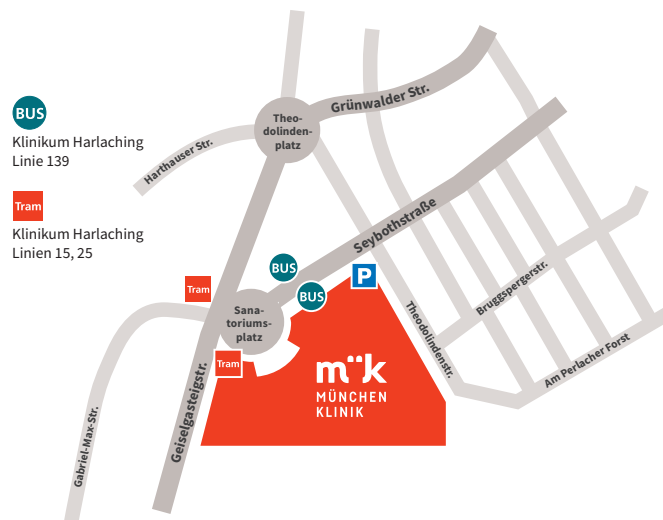 BUS
Klinikum Harlaching
Linie 139
Tram
Klinikum Harlaching
Linien 15, 25
Theo-
dolinden-
platz
Grünwalder Str.
Harthauser Str.
Seybothstraße
BUS
BUS
P
Tram
Sana-
toriums-
platz
Tram
Theodolindenstr.
Bruggspergerstr.
Am Perlacher Forst
Geiselgasteigstr.
Gabriel-Max-Str.
mük
MÜNCHEN
KLINIK